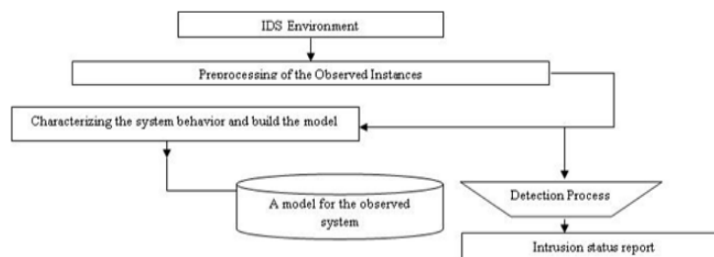 IDS Environment
Preprocessing of the Observed Instances
Characterizing the system behavior and build the model
A model for the observed
system
Detection Process
Intrusion status report